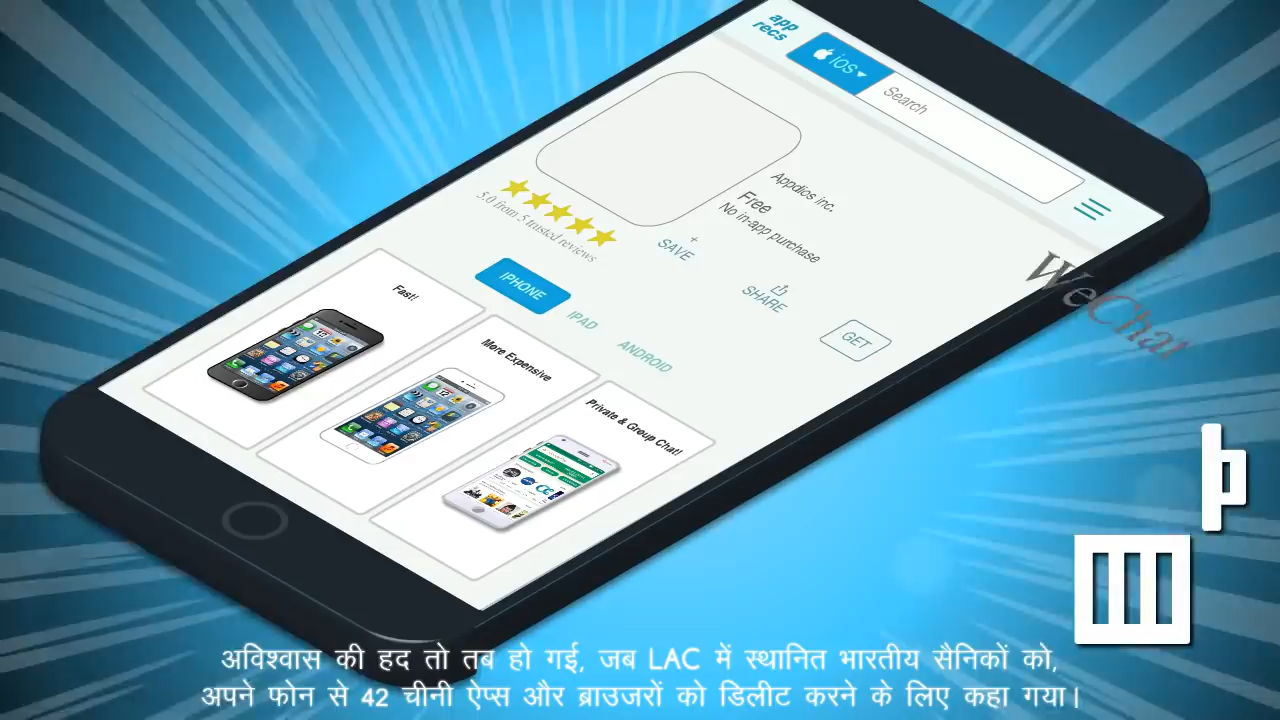 app
recs
iOS
Search
Appdios inc.
Free
No in-app purchase
5.0 from 5 trusted reviews
+
SAVE
SHARE
GET
IPHONE
IPAD
ANDROID
Fast!
More Expensive
Private & Group Chat!
WeChat
अविश्वास की हद तो तब हो गई, जब LAC में स्थानित भारतीय सैनिकों को,
अपने फोन से 42 चीनी ऐप्स और ब्राउजरों को डिलीट करने के लिए कहा गया।